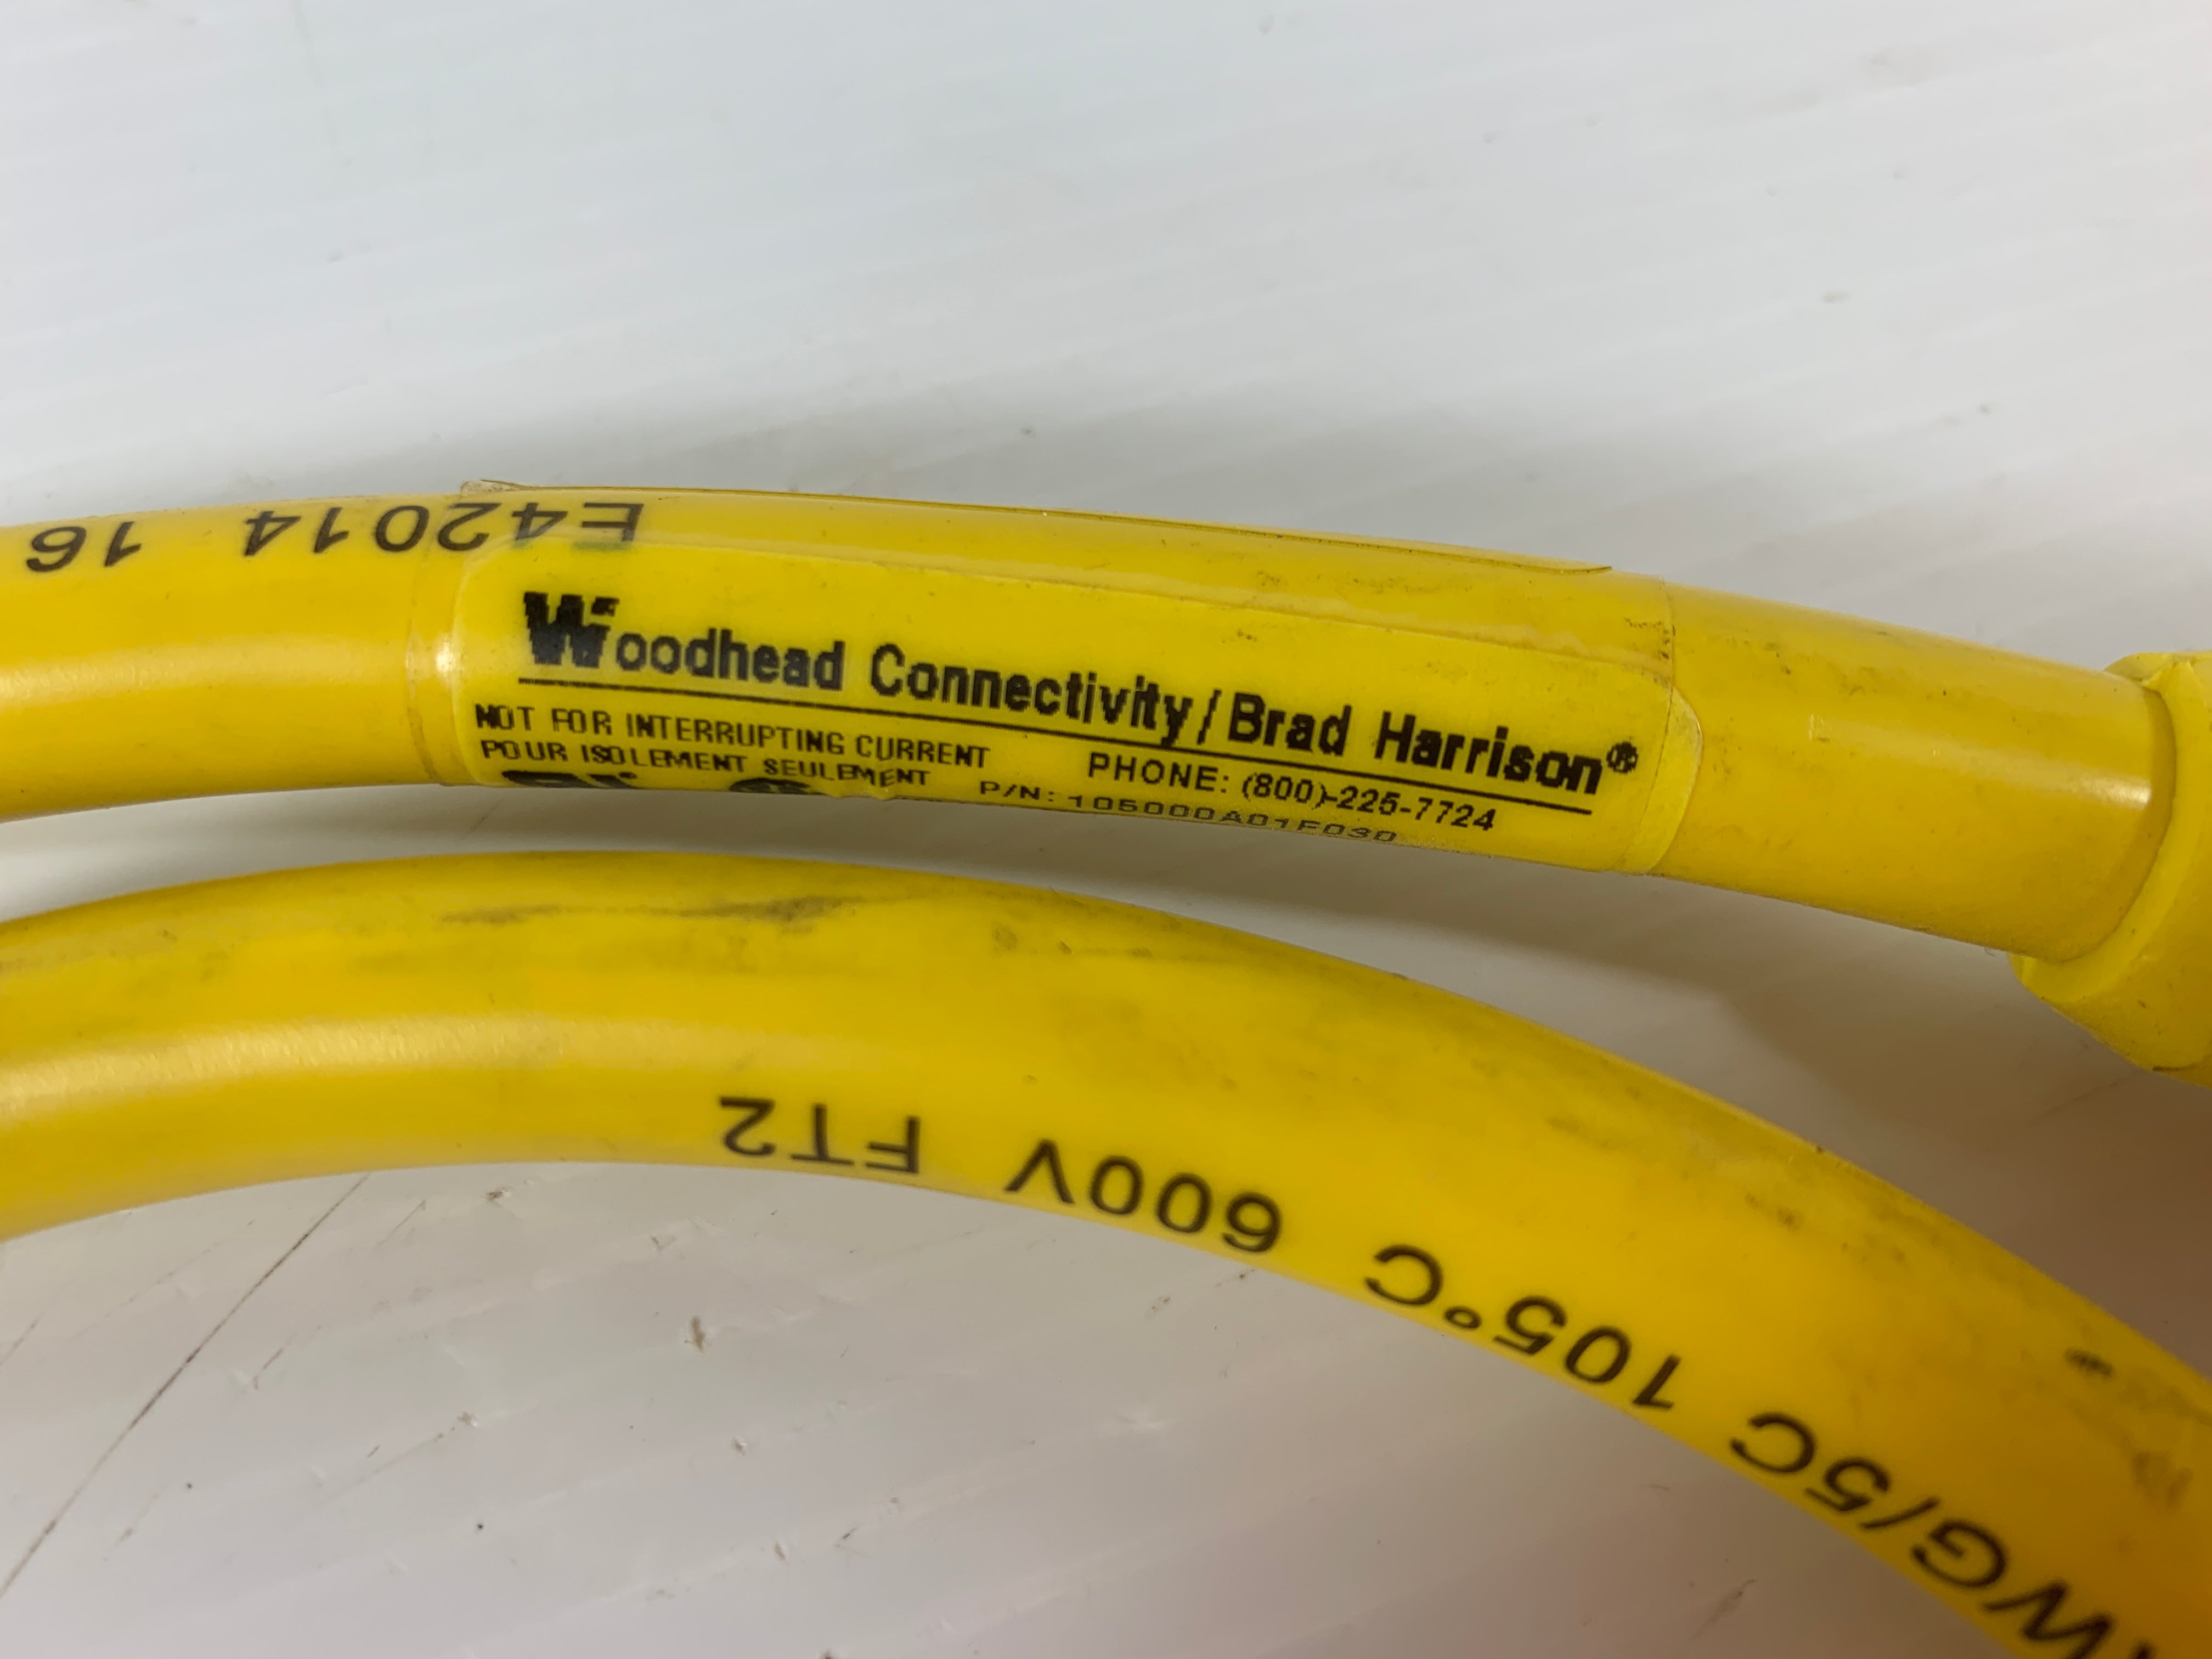 E42014 16
Woodhead Connectivity/Brad Harrison®
NOT FOR INTERRUPTING CURRENT
POUR ISOLEMENT SEULEMENT
PHONE: (800)-225-7724
P/N: 105000A01F030
AWG/5C 105°C 600V FT2